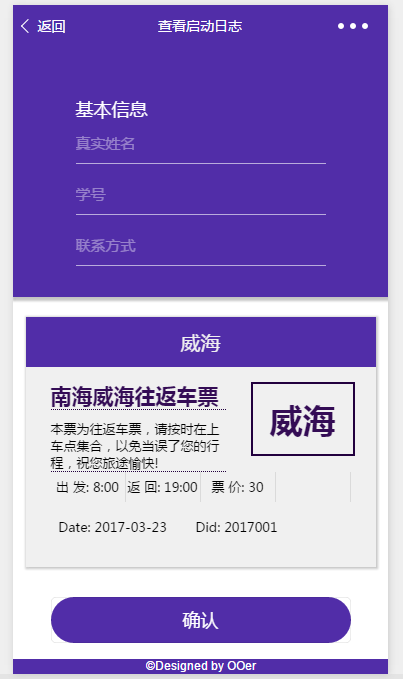 返回 查看启动日志
基本信息
真实姓名
学号
联系方式
威海
南海威海往返车票
威海
本票为往返车票，请按时在上
车点集合，以免当误了您的行
程，祝您旅途愉快!
出 发: 8:00 返 回: 19:00 票 价: 30
Date: 2017-03-23 Did: 2017001
确认
©Designed by OOer